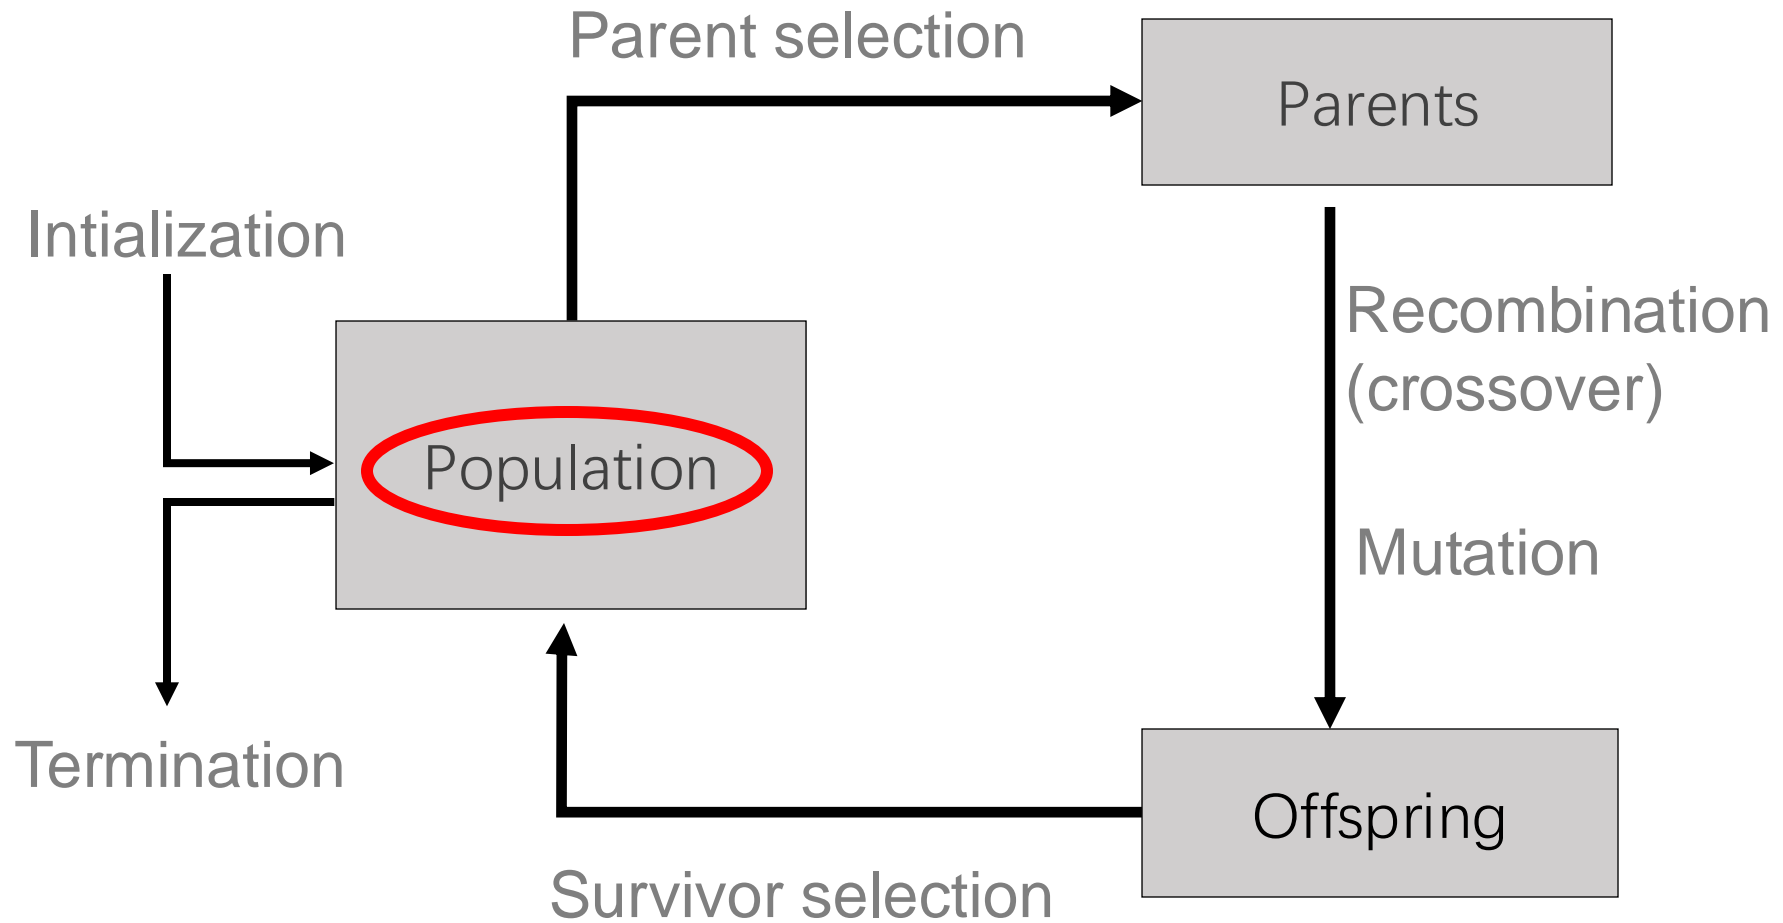 Parent selection
Parents
Intialization
Recombination
(crossover)
Population
Mutation
Termination
Offspring
Survivor selection